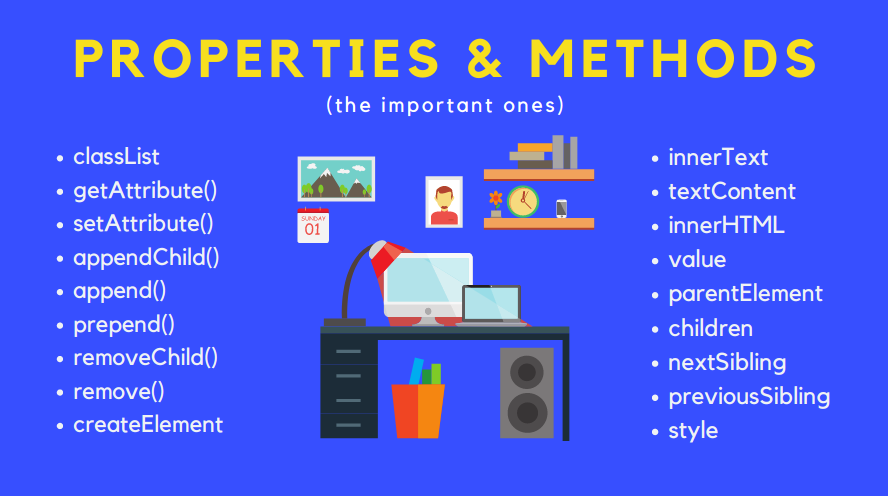 PROPERTIES & METHODS
(the important ones)
• classList
• getAttribute()
• setAttribute()
• appendChild()
• append()
• prepend()
• removeChild()
• remove()
• createElement
SUNDAY
01
• innerText
• textContent
• innerHTML
• value
• parentElement
• children
• nextSibling
• previousSibling
• style